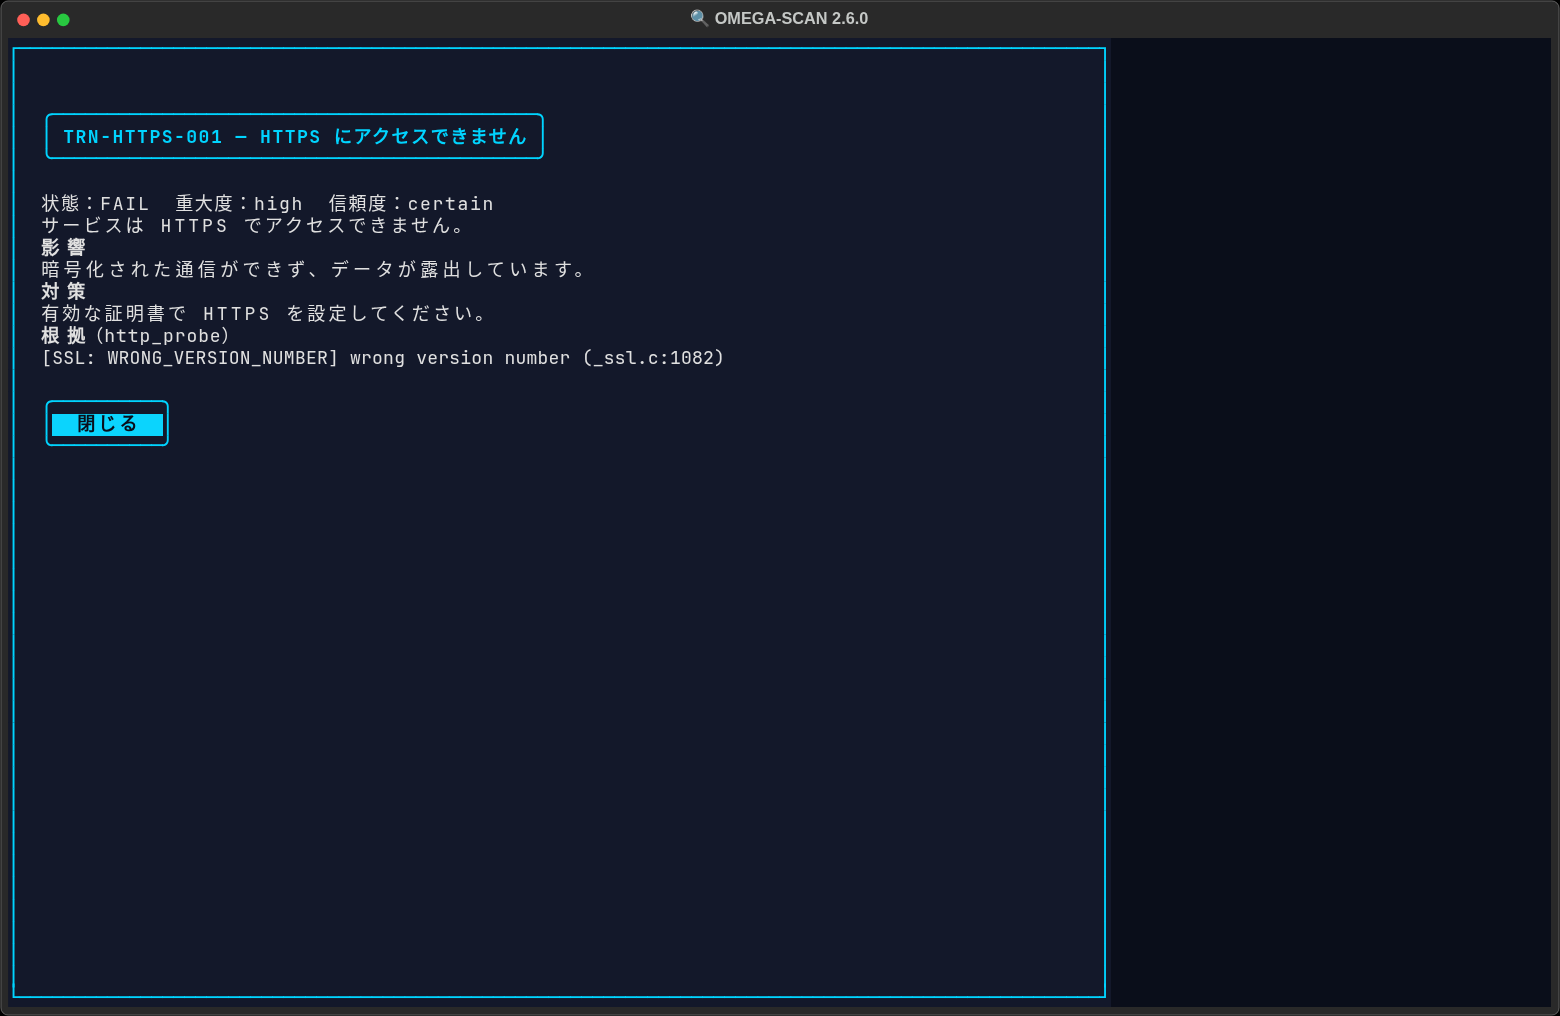 🔍 OMEGA-SCAN 2.6.0
TRN-HTTPS-001 — HTTPS にアクセスできません
状態：FAIL　重大度：high　信頼度：certain
サービスは HTTPS でアクセスできません。
影響
暗号化された通信ができず、データが露出しています。
対策
有効な証明書で HTTPS を設定してください。
根拠（http_probe）
[SSL: WRONG_VERSION_NUMBER] wrong version number (_ssl.c:1082)
閉じる